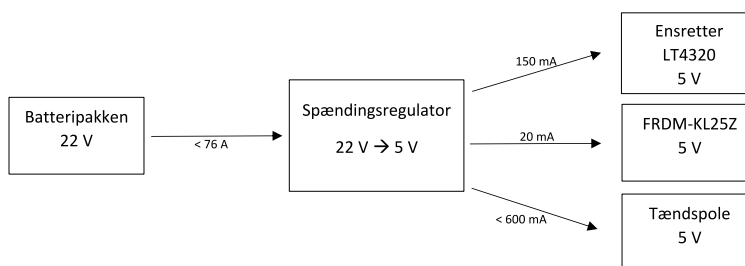 Batteripakken
22 V
< 76 A
Spændingsregulator
22 V → 5 V
150 mA
Ensretter
LT4320
5 V
20 mA
FRDM-KL25Z
5 V
< 600 mA
Tændspole
5 V